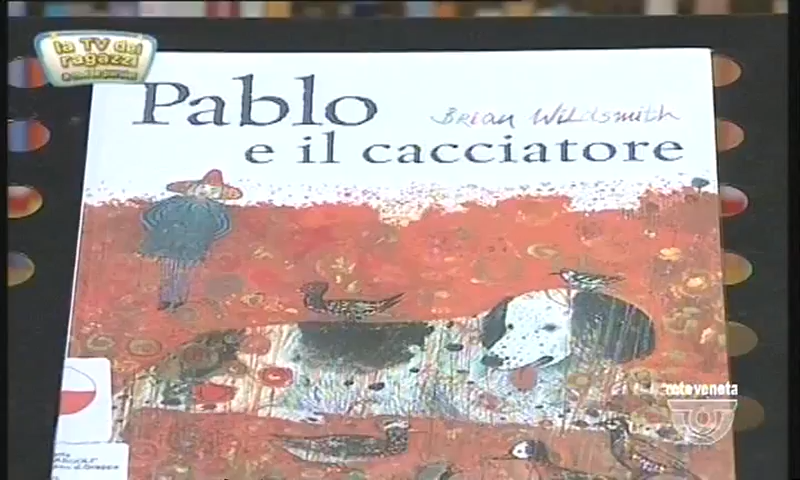 la TV dei
ragazzi
Pablo
Brian Wildsmith
e il cacciatore
reteveneta